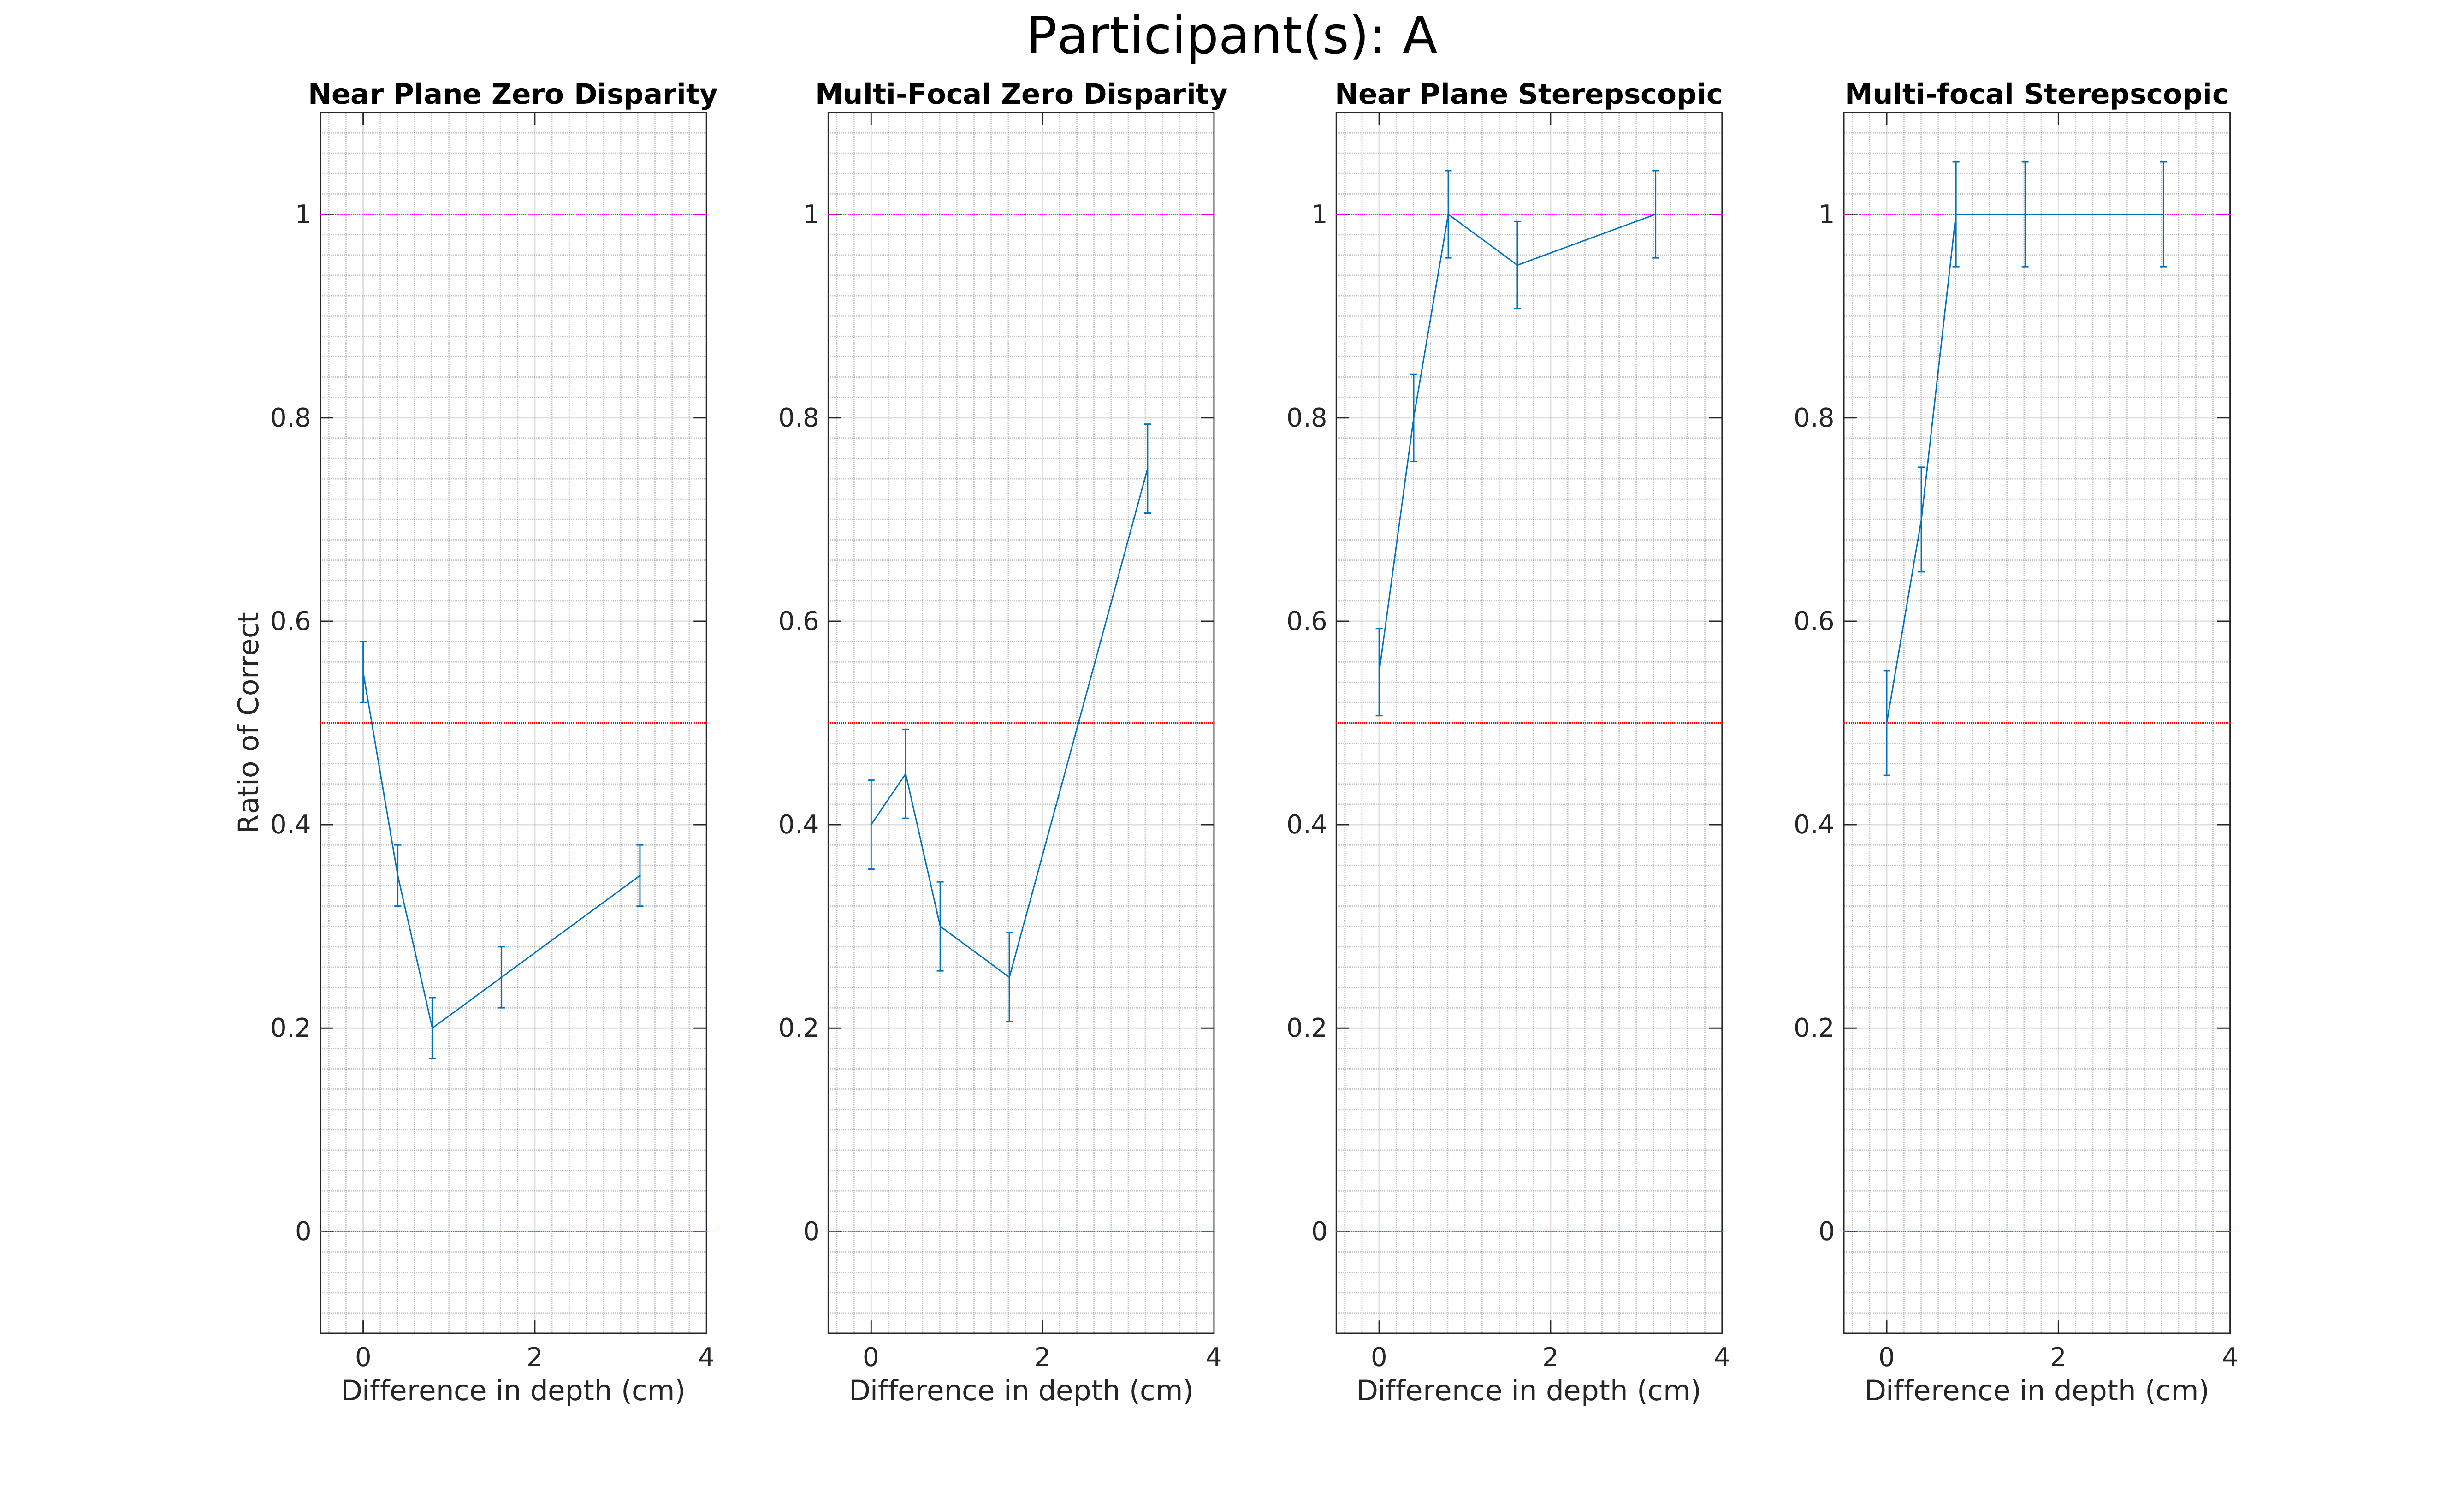 Participant(s): A
Near Plane Zero Disparity
Multi-Focal Zero Disparity
Near Plane Sterepscopic
Multi-focal Sterepscopic
Ratio of Correct
1
0.8
0.6
0.4
0.2
0
0 2 4
Difference in depth (cm)
1
0.8
0.6
0.4
0.2
0
0 2 4
Difference in depth (cm)
1
0.8
0.6
0.4
0.2
0
0 2 4
Difference in depth (cm)
1
0.8
0.6
0.4
0.2
0
0 2 4
Difference in depth (cm)